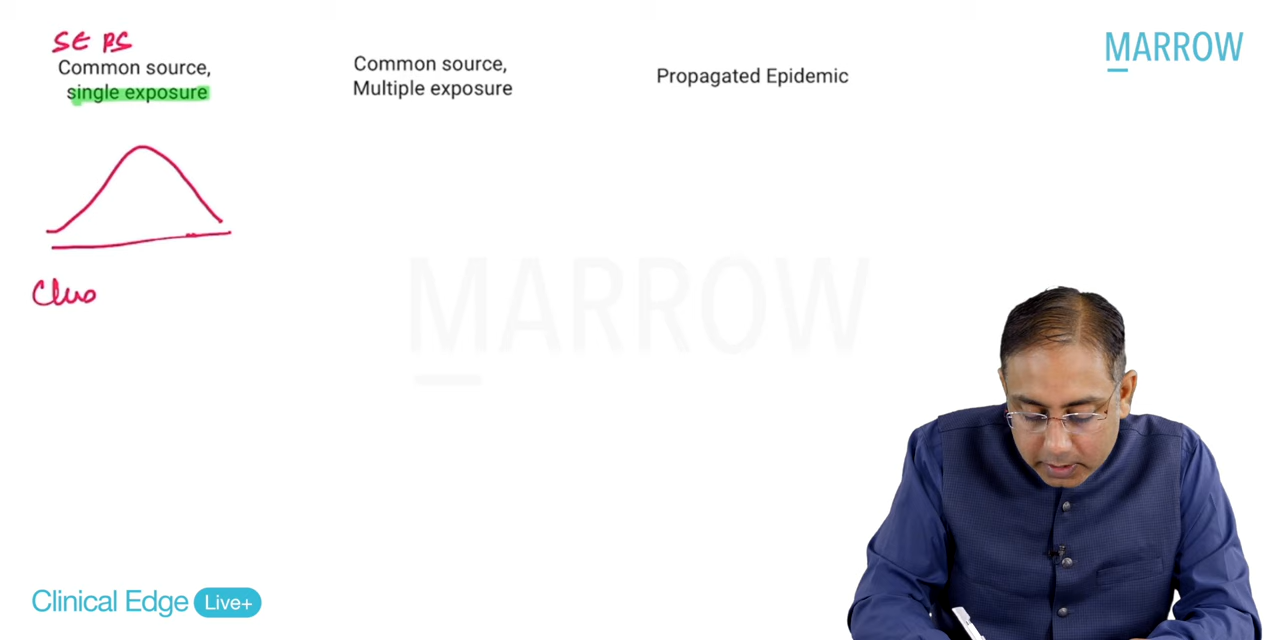 SE PS
Common source,
single exposure
Common source,
Multiple exposure
Propagated Epidemic
MARROW
MARROW
Clus
Clinical Edge Live+